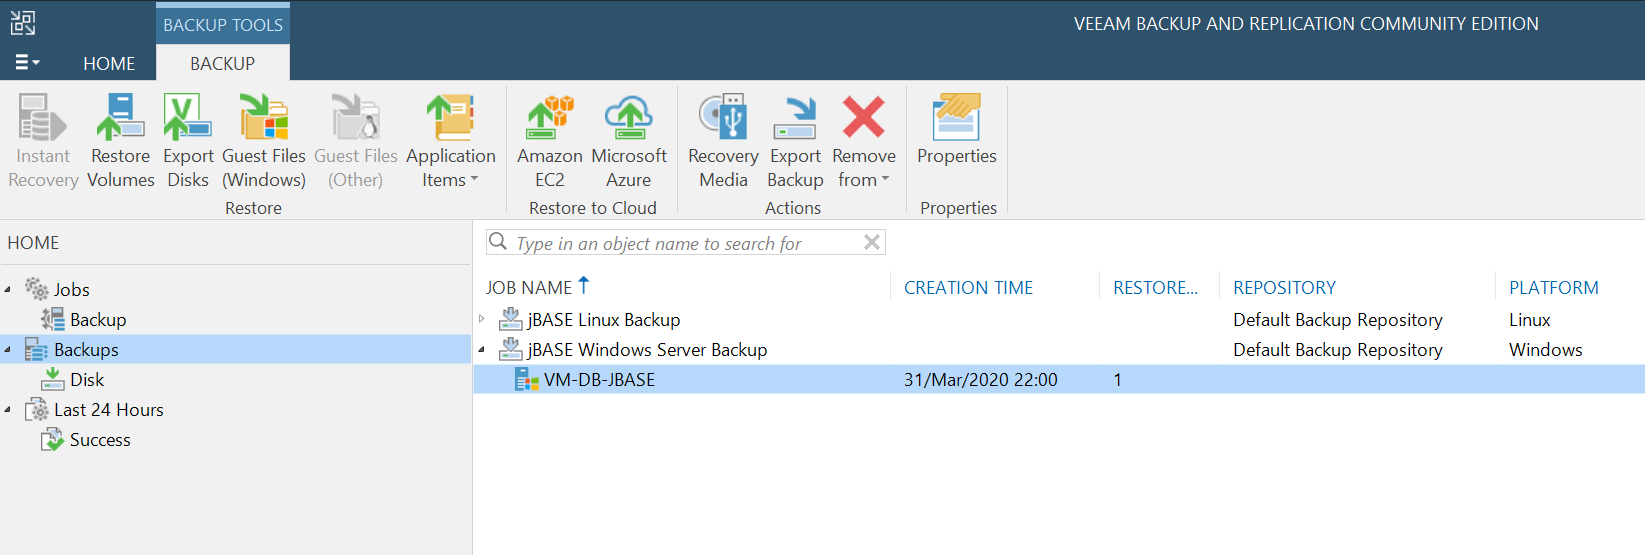 BACKUP TOOLS
VEEAM BACKUP AND REPLICATION COMMUNITY EDITION
HOME
BACKUP
Instant Recovery
Restore Volumes
Export Disks
Guest Files (Windows)
Guest Files (Other)
Application Items
Restore
Amazon EC2
Microsoft Azure
Restore to Cloud
Recovery Media
Export Backup
Remove from
Actions
Properties
Properties
HOME
Jobs
Backup
Backups
Disk
Last 24 Hours
Success
Type in an object name to search for
JOB NAME CREATION TIME RESTORE... REPOSITORY PLATFORM
jBASE Linux Backup Default Backup Repository Linux
jBASE Windows Server Backup Default Backup Repository Windows
VM-DB-JBASE 31/Mar/2020 22:00 1